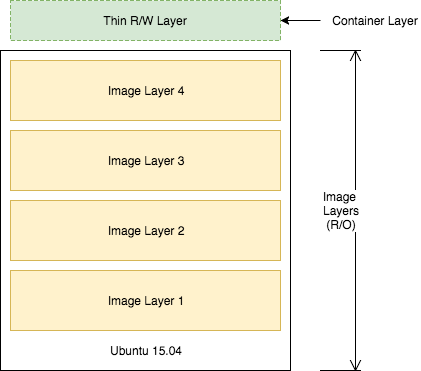 Thin R/W Layer
Container Layer
Image Layer 4
Image Layer 3
Image Layer 2
Image Layer 1
Ubuntu 15.04
Image
Layers
(R/O)